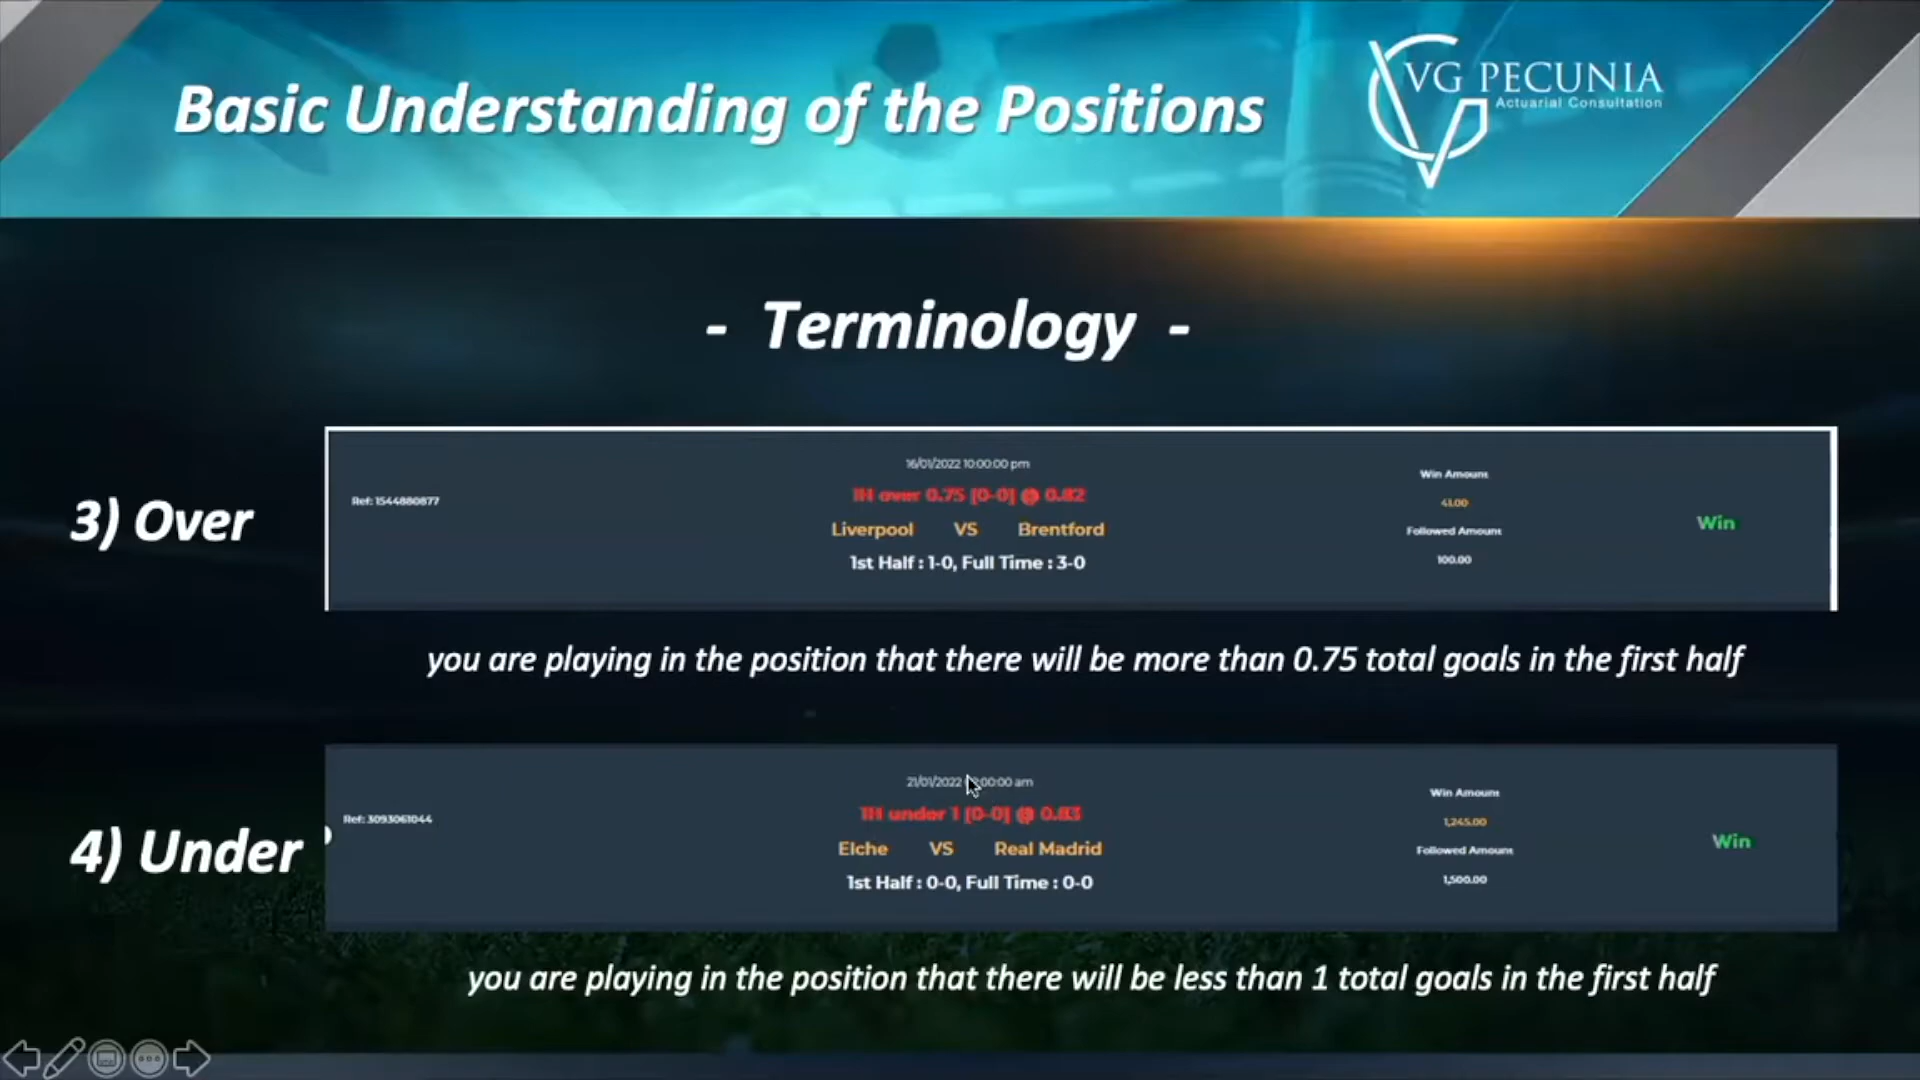 Basic Understanding of the Positions
VG PECUNIA
Actuarial Consultation
- Terminology -
3) Over
Ref: 1544880877
16/01/2022 10:00:00 pm
1H over 0.75 [0-0] @ 0.82
Liverpool VS Brentford
1st Half : 1-0, Full Time : 3-0
Win Amount
41.00
Followed Amount
100.00
Win
you are playing in the position that there will be more than 0.75 total goals in the first half
4) Under
Ref: 3093061044
21/01/2022 :00:00 am
1H under 1 [0-0] @ 0.83
Elche VS Real Madrid
1st Half : 0-0, Full Time : 0-0
Win Amount
1,245.00
Followed Amount
1,500.00
Win
you are playing in the position that there will be less than 1 total goals in the first half